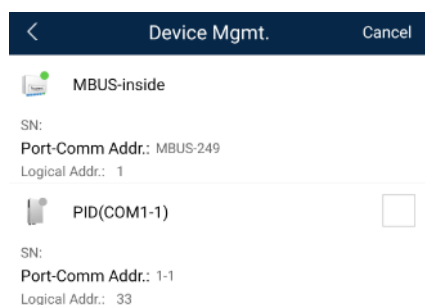 Device Mgmt. Cancel
MBUS-inside
SN:
Port-Comm Addr.: MBUS-249
Logical Addr.: 1
PID(COM1-1)
SN:
Port-Comm Addr.: 1-1
Logical Addr.: 33